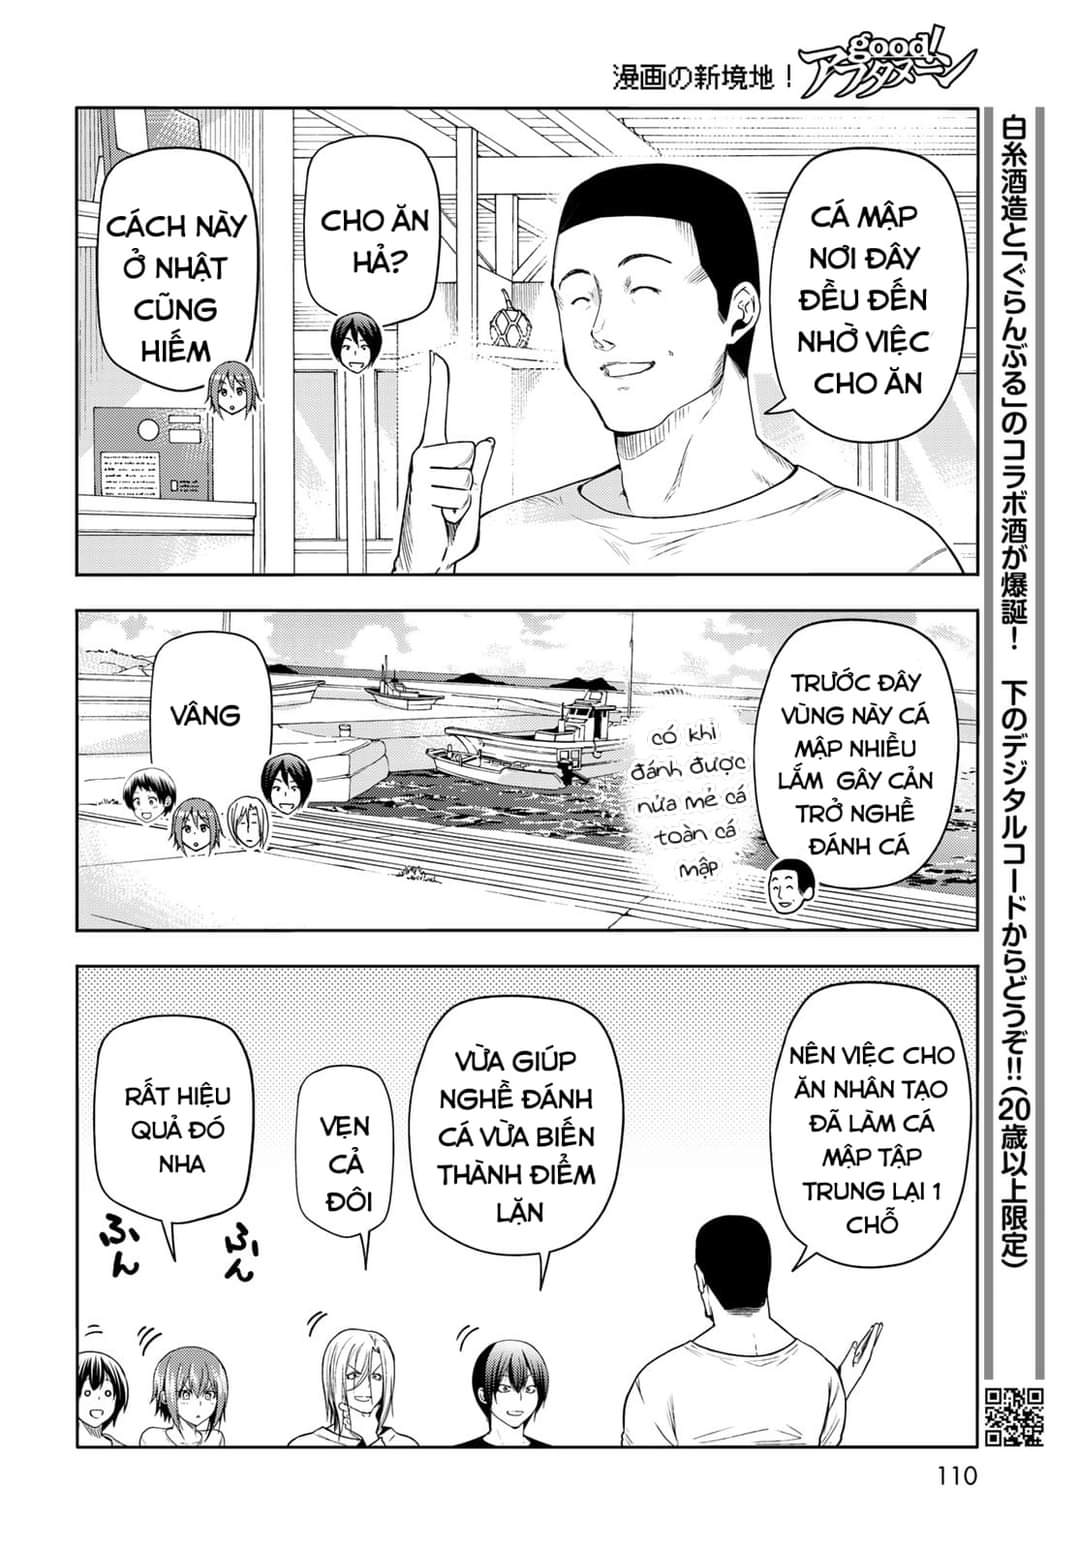 漫画の新境地！
good!
アフタヌーン
CÁ MẬP
NƠI ĐÂY
ĐỀU ĐẾN
NHỜ VIỆC
CHO ĂN
CHO ĂN
HẢ?
CÁCH NÀY
Ở NHẬT
CŨNG
HIẾM
TRƯỚC ĐÂY
VÙNG NÀY CÁ
MẬP NHIỀU
LẮM GÂY CẢN
TRỞ NGHỀ
ĐÁNH CÁ
có khi
đánh được
nửa mẻ cá
toàn cá
mập
VÂNG
NÊN VIỆC CHO
ĂN NHÂN TẠO
ĐÃ LÀM CÁ
MẬP TẬP
TRUNG LẠI 1
CHỖ
VỪA GIÚP
NGHỀ ĐÁNH
CÁ VỪA BIẾN
THÀNH ĐIỂM
LẶN
VẸN
CẢ
ĐÔI
RẤT HIỆU
QUẢ ĐÓ
NHA
ふん
ふん
白糸酒造と「ぐらんぶる」のコラボ酒が爆誕！　下のデジタルコードからどうぞ!!（20歳以上限定）
110